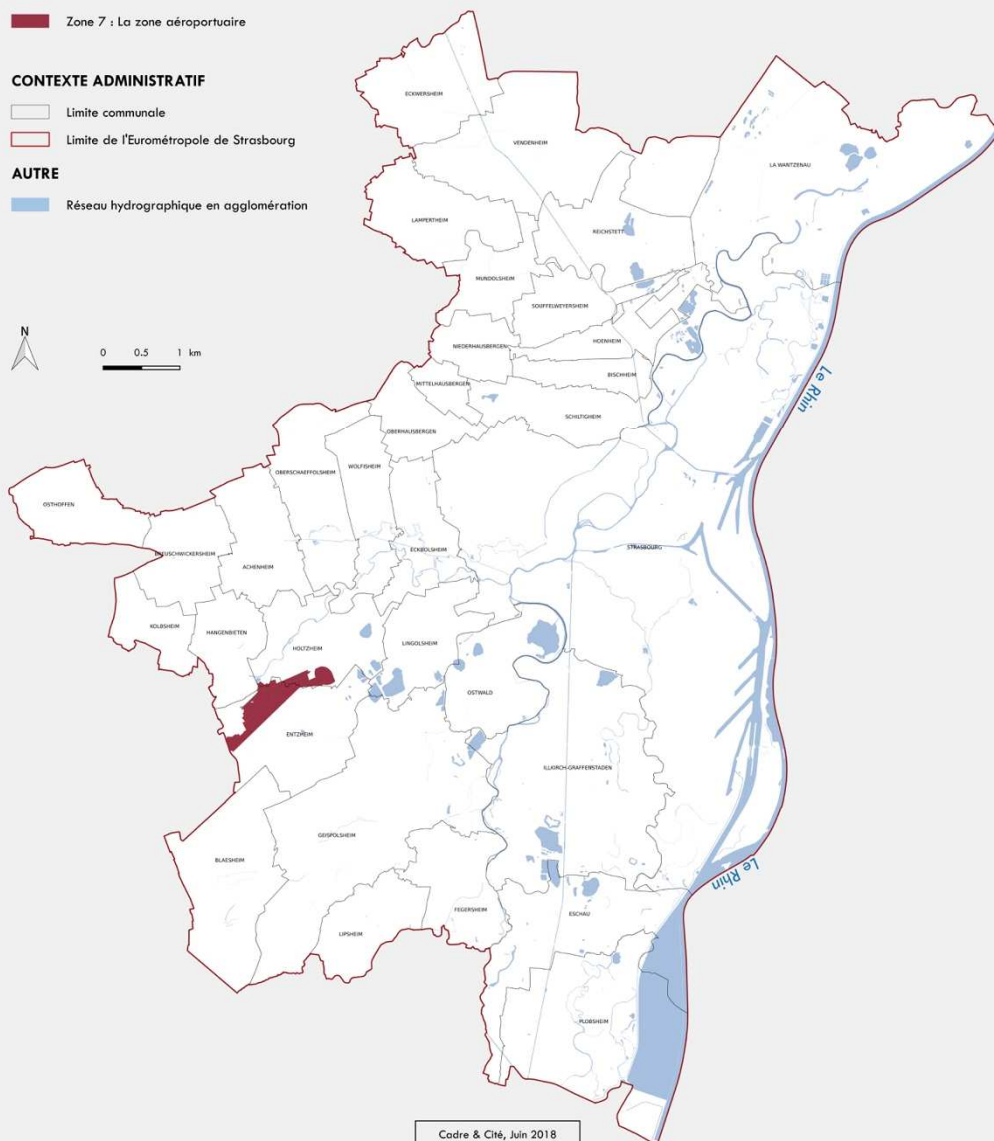 Zone 7 : La zone aéroportuaire
CONTEXTE ADMINISTRATIF
Limite communale
Limite de l'Eurométropole de Strasbourg
AUTRE
Réseau hydrographique en agglomération
N
0 0.5 1 km
ECKWERSHEIM
VENDENHEIM
LA WANTZENAU
LAMPERTHEIM
REICHSTETT
MUNDOLSHEIM
SOUFFELWEYERSHEIM
NIEDERHAUSBERGEN
HOENHEIM
BISCHHEIM
MITTELHAUSBERGEN
Le Rhin
SCHILTIGHEIM
OBERHAUSBERGEN
WOLFISHEIM
OBERSCHAEFFOLSHEIM
OSTHOFFEN
STRASBOURG
ECKBOLSHEIM
BREUSCHWICKERSHEIM
ACHENHEIM
KOLBSHEIM
HANGENBIETEN
LINGOLSHEIM
HOLTZHEIM
OSTWALD
ENTZHEIM
ILLKIRCH-GRAFFENSTADEN
GEISPOLSHEIM
BLAESHEIM
Le Rhin
FEGERSHEIM
ESCHAU
LIPSHEIM
PLOBSHEIM
Cadre & Cité, Juin 2018